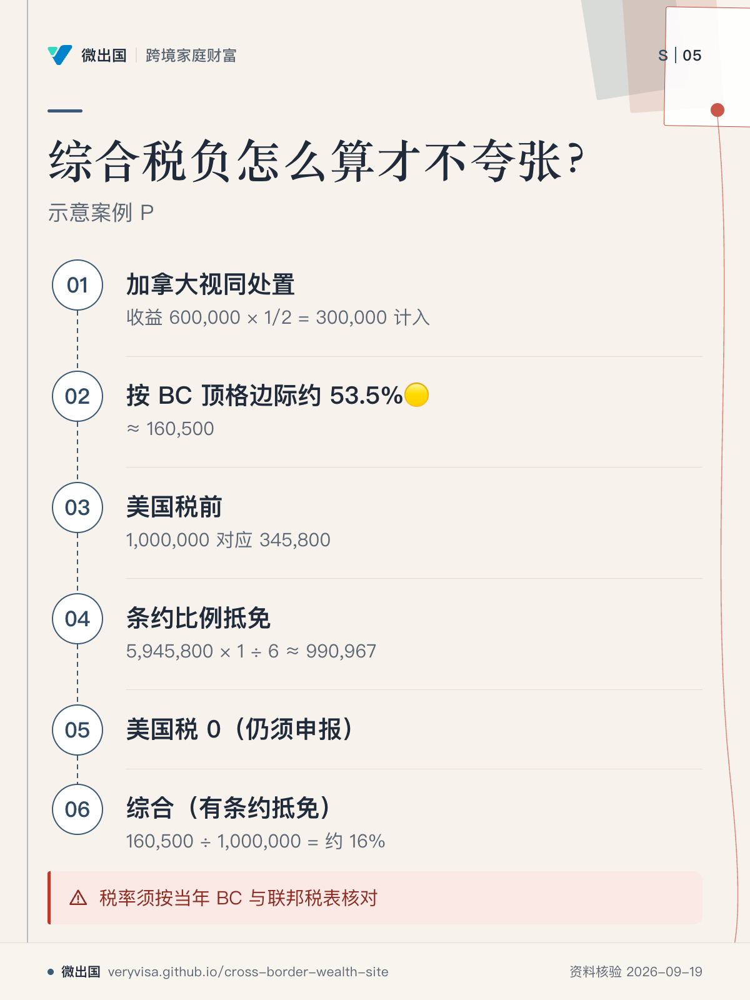 微出国 | 跨境家庭财富
S | 05
综合税负怎么算才不夸张?
示意案例 P
01
加拿大视同处置
收益 600,000 × 1/2 = 300,000 计入
02
按 BC 顶格边际约 53.5%🟡
≈ 160,500
03
美国税前
1,000,000 对应 345,800
04
条约比例抵免
5,945,800 × 1 ÷ 6 ≈ 990,967
05
美国税 0（仍须申报）
06
综合（有条约抵免）
160,500 ÷ 1,000,000 = 约 16%
⚠ 税率须按当年 BC 与联邦税表核对
微出国 veryvisa.github.io/cross-border-wealth-site
资料核验 2026-09-19